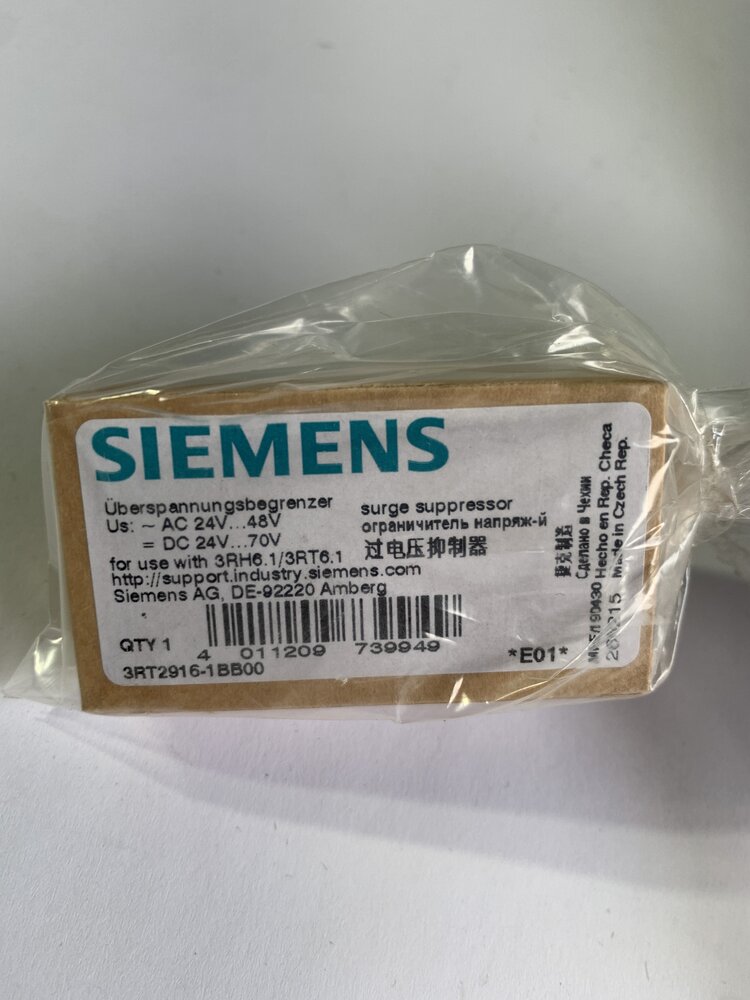 SIEMENS
Überspannungsbegrenzer
Us: ~ AC 24V...48V
= DC 24V...70V
for use with 3RH6.1/3RT6.1
http://support.industry.siemens.com
Siemens AG, DE-92220 Amberg
surge suppressor
ограничитель напряж-й
过电压抑制器
QTY 1
4 011209 739949
3RT2916-1BB00
*E01*
捷克制造
Сделано в Чехии
Hecho en Rep. Checa
Made in Czech Rep.